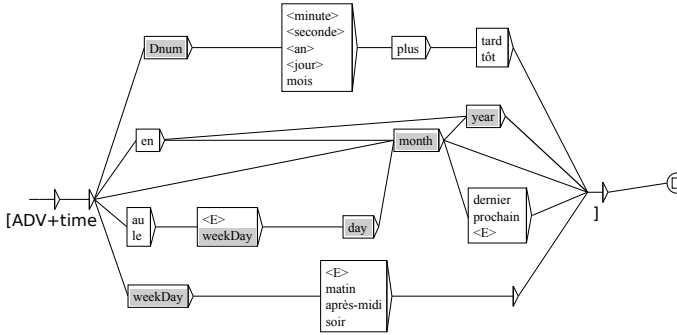 <minute>
<seconde>
<an>
<jour>
mois
Dnum
plus
tard
tôt
en
year
month
[ADV+time
au
le
<E>
weekDay
day
dernier
prochain
<E>
]
weekDay
<E>
matin
après-midi
soir